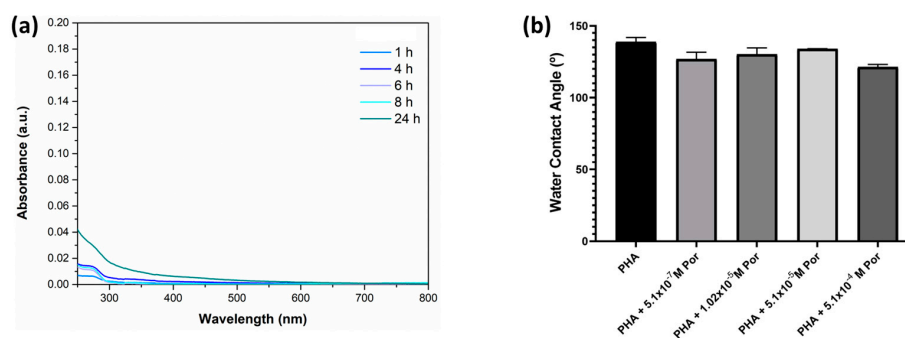 (a)
0.20
0.18
0.16
0.14
0.12
0.10
0.08
0.06
0.04
0.02
0.00
Absorbance (a.u.)
1 h
4 h
6 h
8 h
24 h
300 400 500 600 700 800
Wavelength (nm)
(b)
150
100
50
0
Water Contact Angle (º)
PHA
PHA + 5.1x10⁻⁷M Por
PHA + 1.02x10⁻⁵M Por
PHA + 5.1x10⁻⁵M Por
PHA + 5.1x10⁻⁴ M Por